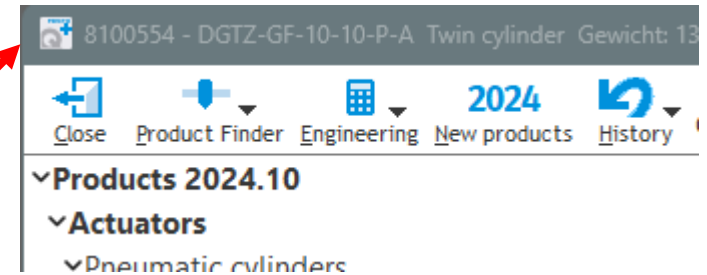 8100554 - DGTZ-GF-10-10-P-A Twin cylinder Gewicht: 13
Close Product Finder Engineering 2024 New products History
Products 2024.10
Actuators
Pneumatic cylinders